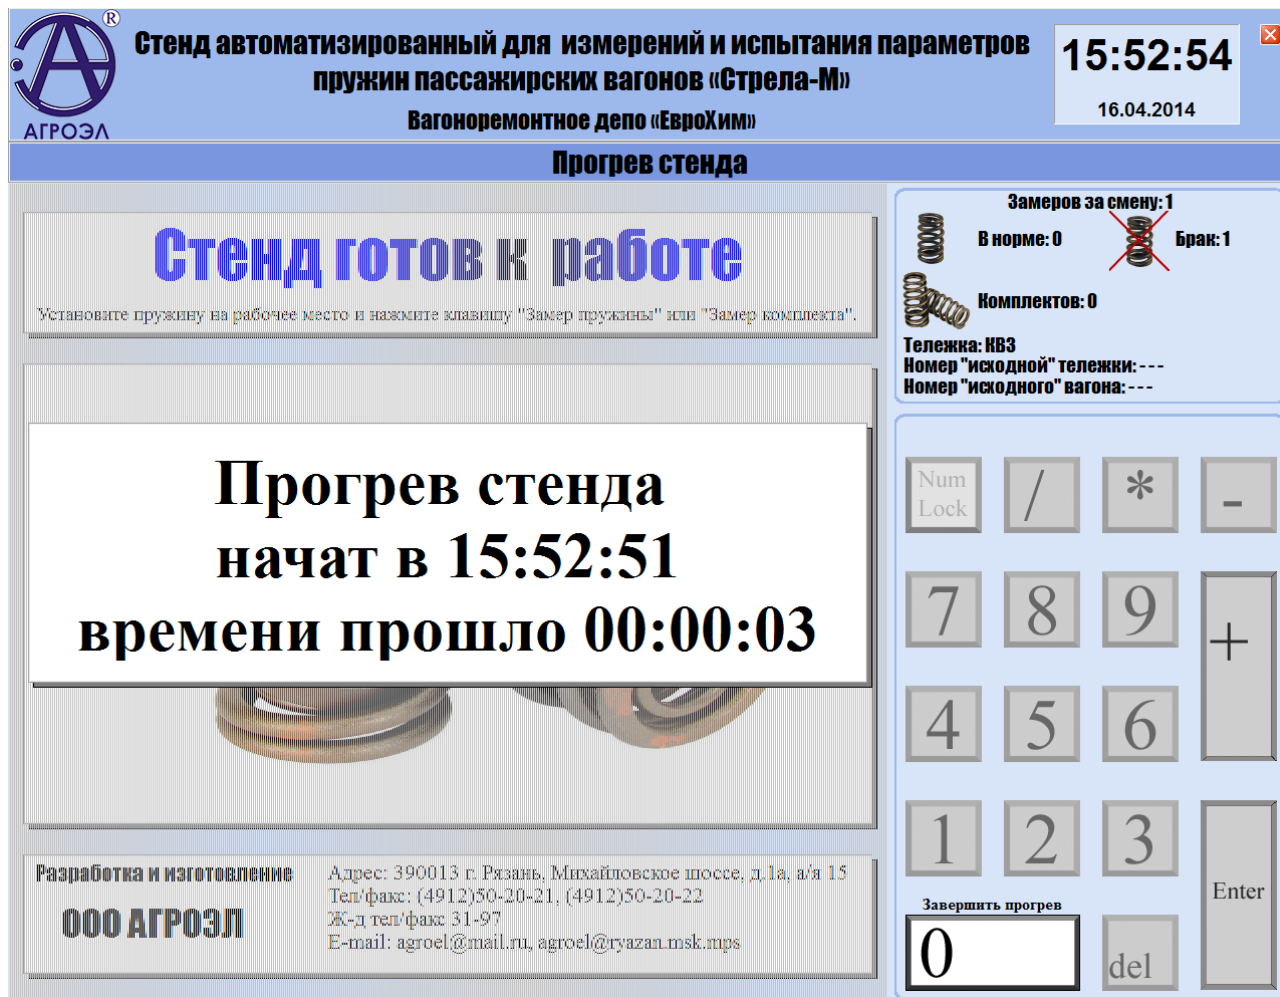 ®
АГРОЭЛ
Стенд автоматизированный для измерений и испытания параметров
пружин пассажирских вагонов «Стрела-М»
Вагоноремонтное депо «ЕвроХим»
15:52:54
16.04.2014
Прогрев стенда
Стенд готов к работе
Установите пружину на рабочее место и нажмите клавишу "Замер пружины" или "Замер комплекта".
Прогрев стенда
начат в 15:52:51
времени прошло 00:00:03
Разработка и изготовление
ООО АГРОЭЛ
Адрес: 390013 г. Рязань, Михайловское шоссе, д.1а, а/я 15
Тел/факс: (4912)50-20-21, (4912)50-20-22
Ж-д тел/факс 31-97
E-mail: agroel@mail.ru, agroel@ryazan.msk.mps
Замеров за смену: 1
В норме: 0
Брак: 1
Комплектов: 0
Тележка: КВЗ
Номер "исходной" тележки: - - -
Номер "исходного" вагона: - - -
Num
Lock
/
*
-
7
8
9
+
4
5
6
1
2
3
Enter
Завершить прогрев
0
del